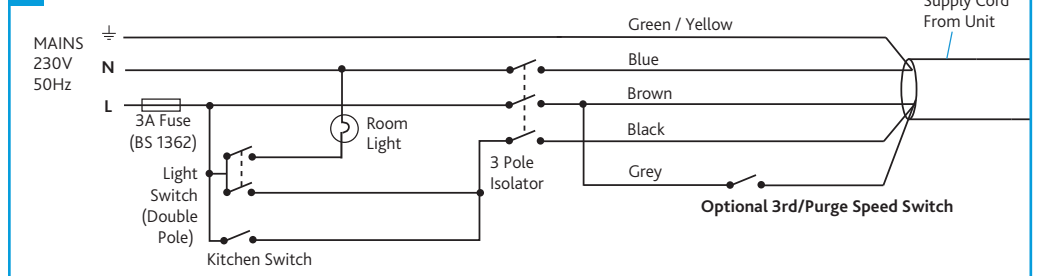 Supply Cord
From Unit
Green / Yellow
MAINS
230V
50Hz
N
Blue
L
Brown
3A Fuse
(BS 1362)
Room
Light
Black
3 Pole
Isolator
Light
Switch
(Double
Pole)
Grey
Optional 3rd/Purge Speed Switch
Kitchen Switch